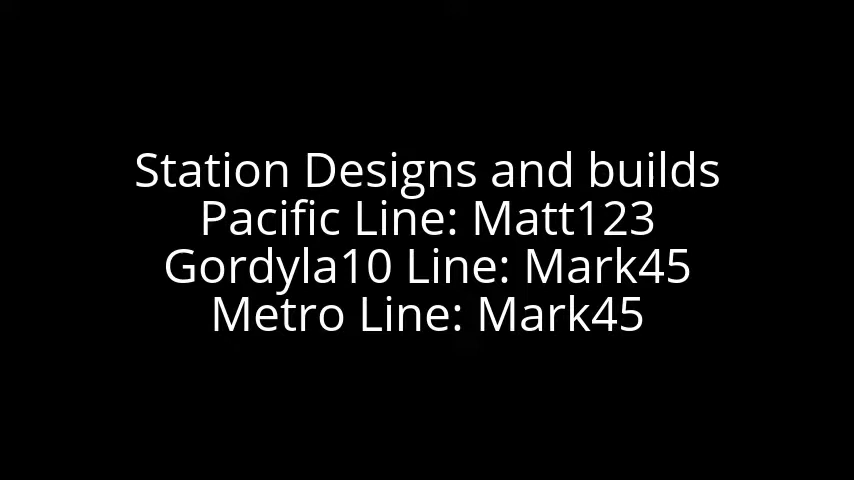 Station Designs and builds
Pacific Line: Matt123
Gordyla10 Line: Mark45
Metro Line: Mark45